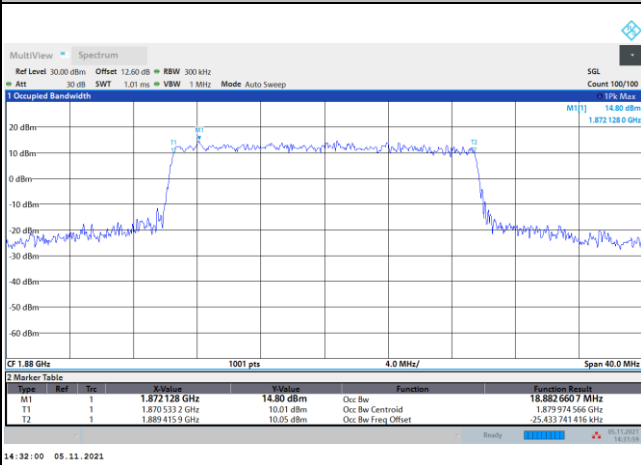 MultiView Spectrum
Ref Level 30.00 dBm Offset 12.60 dB RBW 300 kHz SGL
Att 30 dB SWT 1.01 ms VBW 1 MHz Mode Auto Sweep Count 100/100
1 Occupied Bandwidth 1Pk Max
M1[1] 14.80 dBm
1.872 128 0 GHz
20 dBm
M1
T1 T2
10 dBm
0 dBm
-10 dBm
-20 dBm
-30 dBm
-40 dBm
-50 dBm
-60 dBm
CF 1.88 GHz 1001 pts 4.0 MHz/ Span 40.0 MHz
2 Marker Table
Type Ref Trc X-Value Y-Value Function Function Result
M1 1 1.872 128 GHz 14.80 dBm Occ Bw 18.882 660 7 MHz
T1 1 1.870 533 2 GHz 10.01 dBm Occ Bw Centroid 1.879 974 566 GHz
T2 1 1.889 415 9 GHz 10.05 dBm Occ Bw Freq Offset -25.433 741 416 kHz
Ready 05.11.2021
14:31:59
14:32:00 05.11.2021